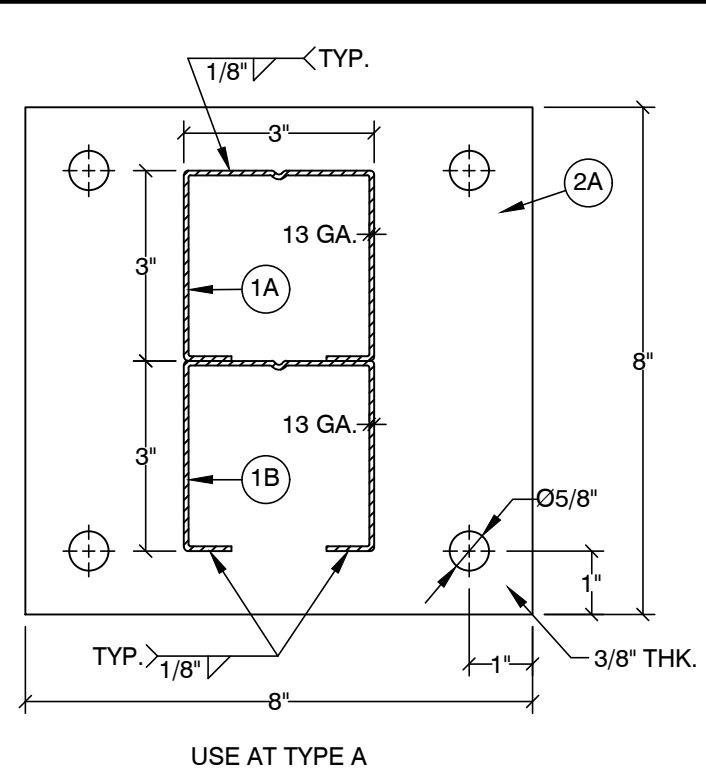 TYP.
1/8"
3"
2A
13 GA.
3"
1A
8"
13 GA.
3"
1B
Ø5/8"
1"
TYP.
1/8"
1"
3/8" THK.
8"
USE AT TYPE A